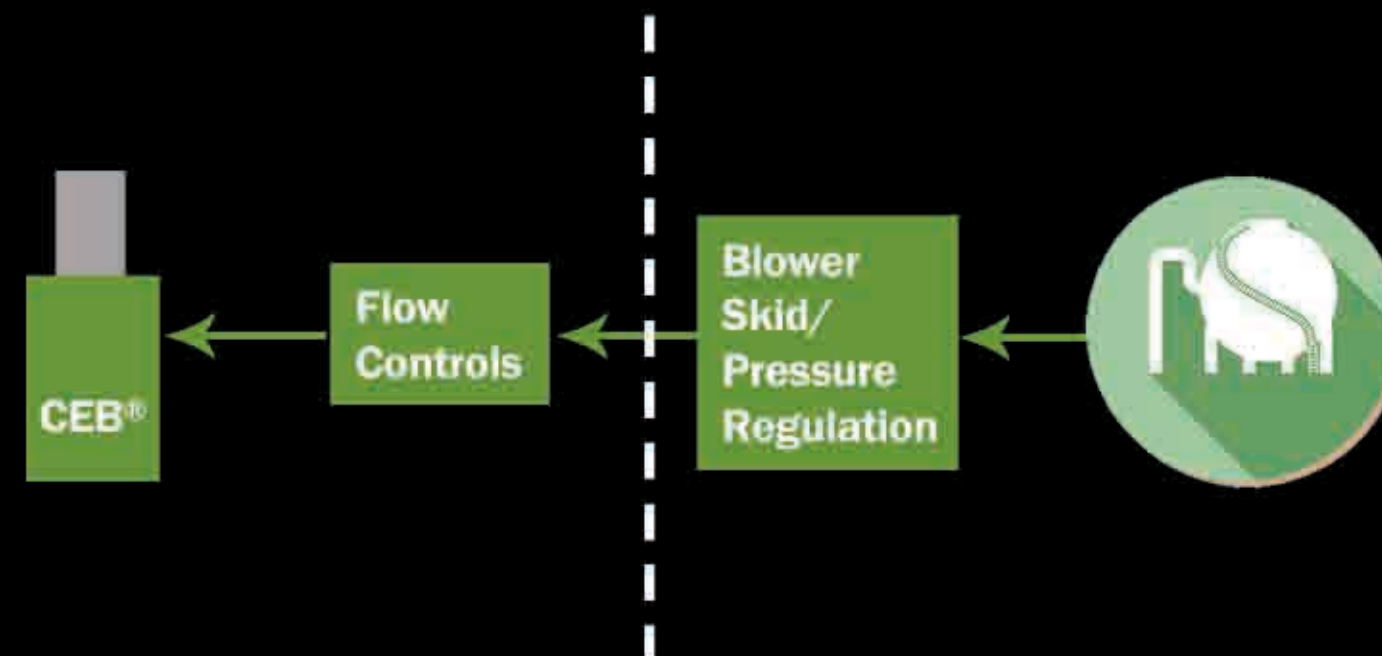 CEB®
Flow
Controls
Blower
Skid/
Pressure
Regulation